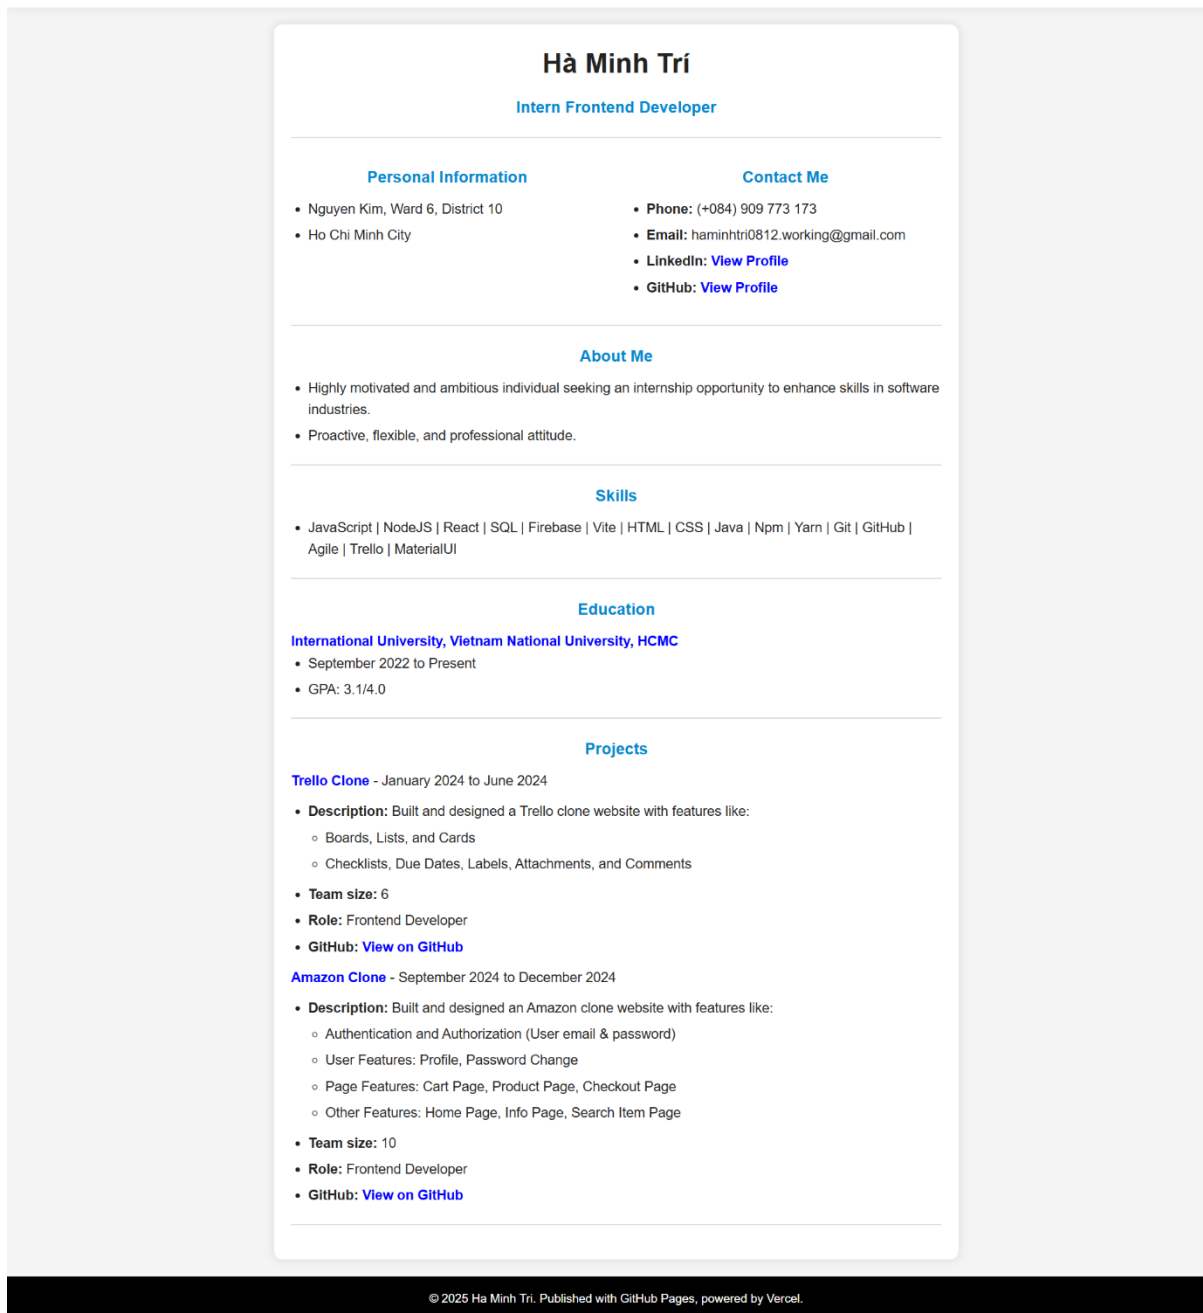 Hà Minh Trí
Intern Frontend Developer
Personal Information
• Nguyen Kim, Ward 6, District 10
• Ho Chi Minh City
Contact Me
• Phone: (+084) 909 773 173
• Email: haminhtri0812.working@gmail.com
• LinkedIn: View Profile
• GitHub: View Profile
About Me
• Highly motivated and ambitious individual seeking an internship opportunity to enhance skills in software
industries.
• Proactive, flexible, and professional attitude.
Skills
• JavaScript | NodeJS | React | SQL | Firebase | Vite | HTML | CSS | Java | Npm | Yarn | Git | GitHub |
Agile | Trello | MaterialUI
Education
International University, Vietnam National University, HCMC
• September 2022 to Present
• GPA: 3.1/4.0
Projects
Trello Clone - January 2024 to June 2024
• Description: Built and designed a Trello clone website with features like:
◦ Boards, Lists, and Cards
◦ Checklists, Due Dates, Labels, Attachments, and Comments
• Team size: 6
• Role: Frontend Developer
• GitHub: View on GitHub
Amazon Clone - September 2024 to December 2024
• Description: Built and designed an Amazon clone website with features like:
◦ Authentication and Authorization (User email & password)
◦ User Features: Profile, Password Change
◦ Page Features: Cart Page, Product Page, Checkout Page
◦ Other Features: Home Page, Info Page, Search Item Page
• Team size: 10
• Role: Frontend Developer
• GitHub: View on GitHub
© 2025 Ha Minh Tri. Published with GitHub Pages, powered by Vercel.